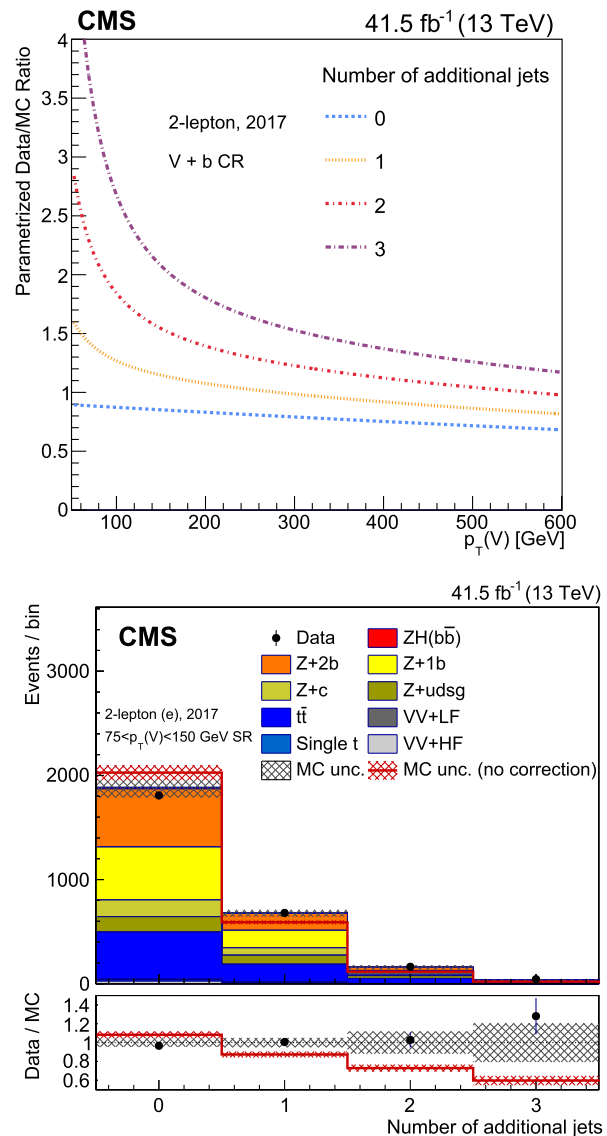 CMS 41.5 fb⁻¹ (13 TeV)
Parametrized Data/MC Ratio
4
3.5
3
2.5
2
1.5
1
0.5
0
Number of additional jets
2-lepton, 2017
V + b CR
0
1
2
3
100 200 300 400 500 600
p_T(V) [GeV]
41.5 fb⁻¹ (13 TeV)
CMS
Events / bin
3000
2000
1000
0
Data ZH(bb̄)
Z+2b Z+1b
Z+c Z+udsg
tt̄ VV+LF
Single t VV+HF
MC unc. MC unc. (no correction)
2-lepton (e), 2017
75<p_T(V)<150 GeV SR
Data / MC
1.4
1.2
1
0.8
0.6
0 1 2 3
Number of additional jets